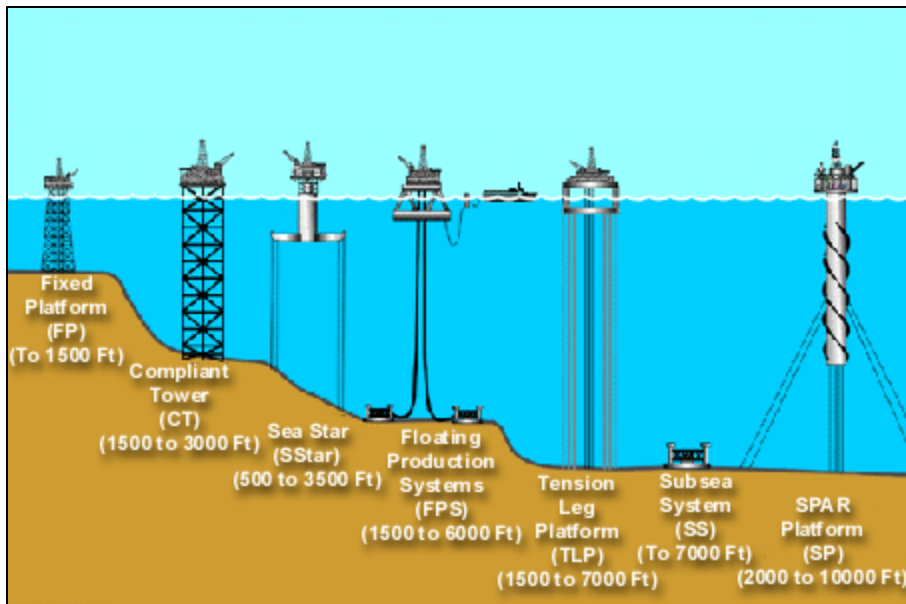 Fixed
Platform
(FP)
(To 1500 Ft)
Compliant
Tower
(CT)
(1500 to 3000 Ft)
Sea Star
(SStar)
(500 to 3500 Ft)
Floating
Production
Systems
(FPS)
(1500 to 6000 Ft)
Tension
Leg
Platform
(TLP)
(1500 to 7000 Ft)
Subsea
System
(SS)
(To 7000 Ft)
SPAR
Platform
(SP)
(2000 to 10000 Ft)